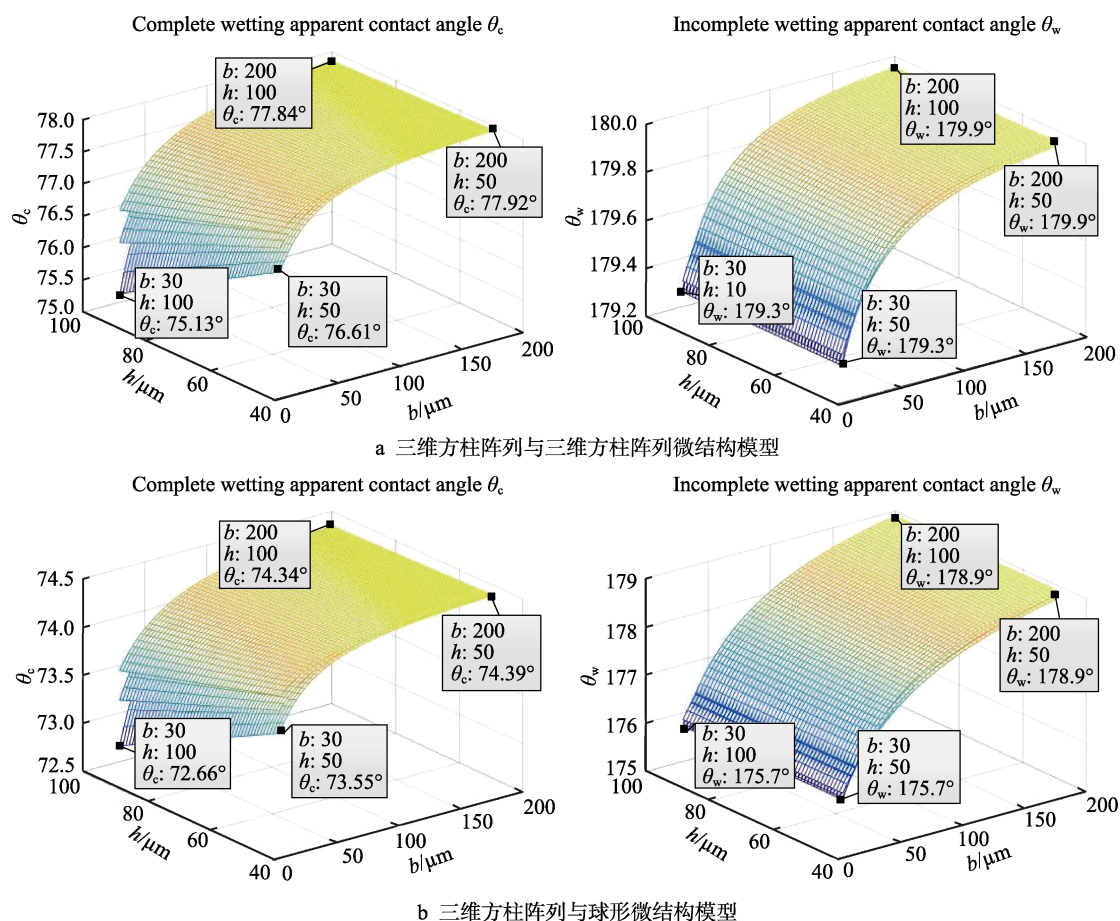 Complete wetting apparent contact angle θc
b: 200
h: 100
θc: 77.84°
b: 200
h: 50
θc: 77.92°
b: 30
h: 100
θc: 75.13°
b: 30
h: 50
θc: 76.61°
78.0
77.5
77.0
76.5
76.0
75.5
75.0
θc
100
80
60
40
h/μm
0
50
100
150
200
b/μm
Incomplete wetting apparent contact angle θw
b: 200
h: 100
θw: 179.9°
b: 200
h: 50
θw: 179.9°
b: 30
h: 10
θw: 179.3°
b: 30
h: 50
θw: 179.3°
180.0
179.8
179.6
179.4
179.2
θw
100
80
60
40
h/μm
0
50
100
150
200
b/μm
a 三维方柱阵列与三维方柱阵列微结构模型
Complete wetting apparent contact angle θc
b: 200
h: 100
θc: 74.34°
b: 200
h: 50
θc: 74.39°
b: 30
h: 100
θc: 72.66°
b: 30
h: 50
θc: 73.55°
74.5
74.0
73.5
73.0
72.5
θc
100
80
60
40
h/μm
0
50
100
150
200
b/μm
Incomplete wetting apparent contact angle θw
b: 200
h: 100
θw: 178.9°
b: 200
h: 50
θw: 178.9°
b: 30
h: 100
θw: 175.7°
b: 30
h: 50
θw: 175.7°
179
178
177
176
175
θw
100
80
60
40
h/μm
0
50
100
150
200
b/μm
b 三维方柱阵列与球形微结构模型